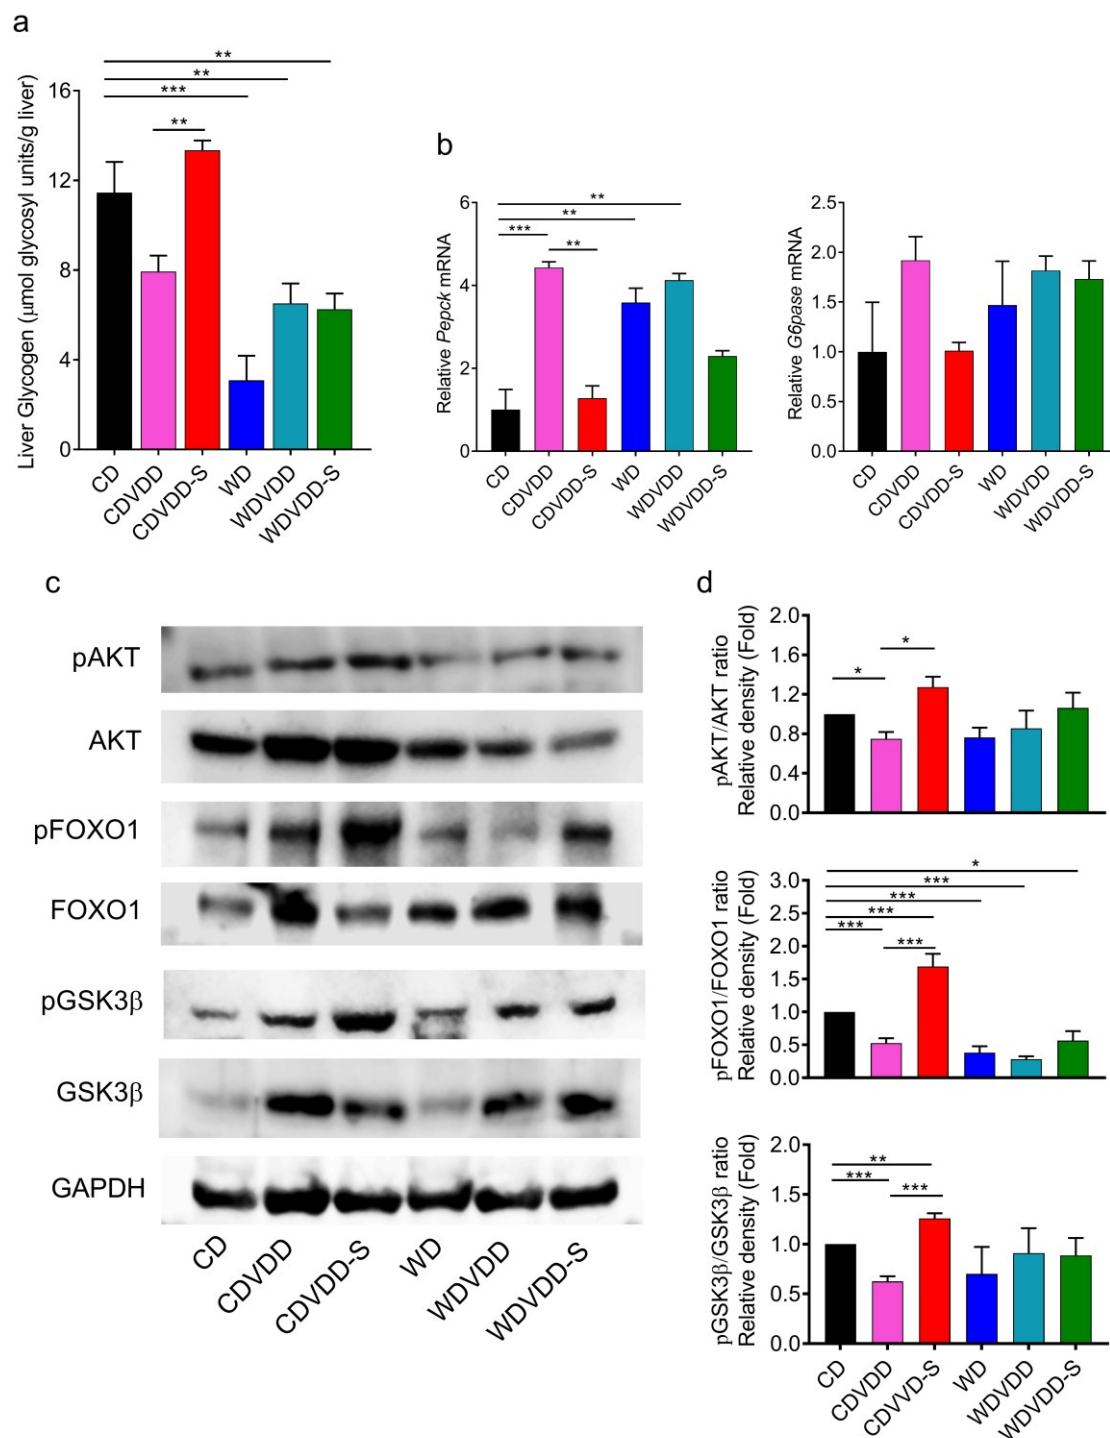 a
**
**
***
**
Liver Glycogen (µmol glycosyl units/g liver)
16
12
8
4
0
CD
CDVDD
CDVDD-S
WD
WDVDD
WDVDD-S
b
**
**
***
**
Relative Pepck mRNA
6
4
2
0
CD
CDVDD
CDVDD-S
WD
WDVDD
WDVDD-S
Relative G6pase mRNA
2.5
2.0
1.5
1.0
0.5
0.0
CD
CDVDD
CDVDD-S
WD
WDVDD
WDVDD-S
c
pAKT
AKT
pFOXO1
FOXO1
pGSK3β
GSK3β
GAPDH
CD
CDVDD
CDVDD-S
WD
WDVDD
WDVDD-S
d
pAKT/AKT ratio
Relative density (Fold)
2.0
1.6
1.2
0.8
0.4
0.0
*
*
pFOXO1/FOXO1 ratio
Relative density (Fold)
3.0
2.5
2.0
1.5
1.0
0.5
0.0
*
***
***
***
***
***
pGSK3β/GSK3β ratio
Relative density (Fold)
2.0
1.5
1.0
0.5
0.0
**
***
***
CD
CDVDD
CDVVD-S
WD
WDVDD
WDVDD-S